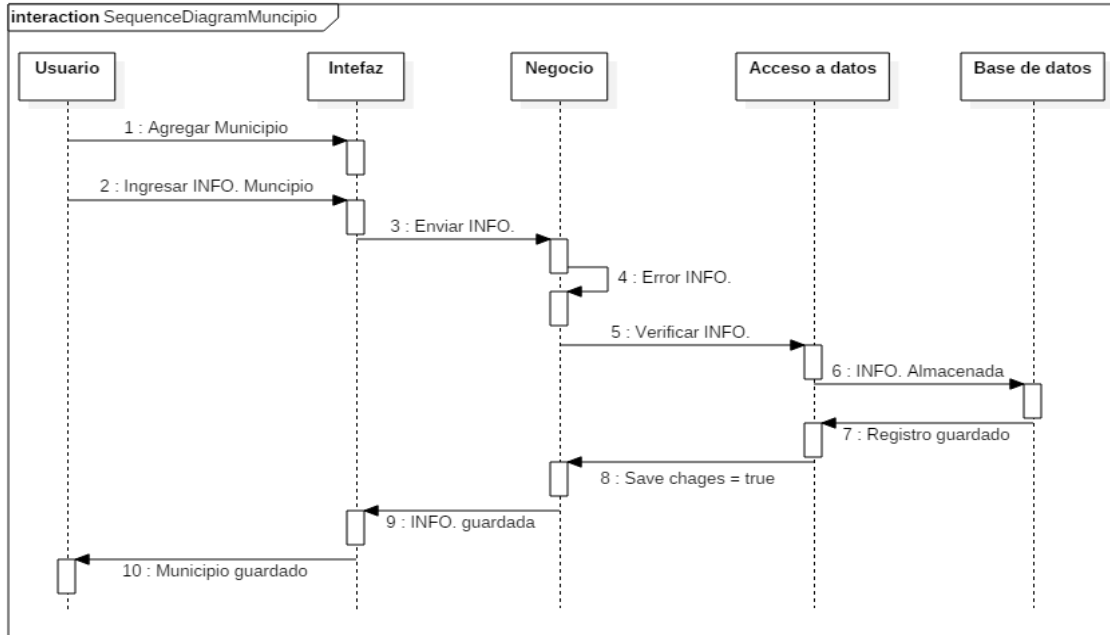 interaction SequenceDiagramMuncipio
Usuario
Intefaz
Negocio
Acceso a datos
Base de datos
1 : Agregar Municipio
2 : Ingresar INFO. Muncipio
3 : Enviar INFO.
4 : Error INFO.
5 : Verificar INFO.
6 : INFO. Almacenada
7 : Registro guardado
8 : Save chages = true
9 : INFO. guardada
10 : Municipio guardado